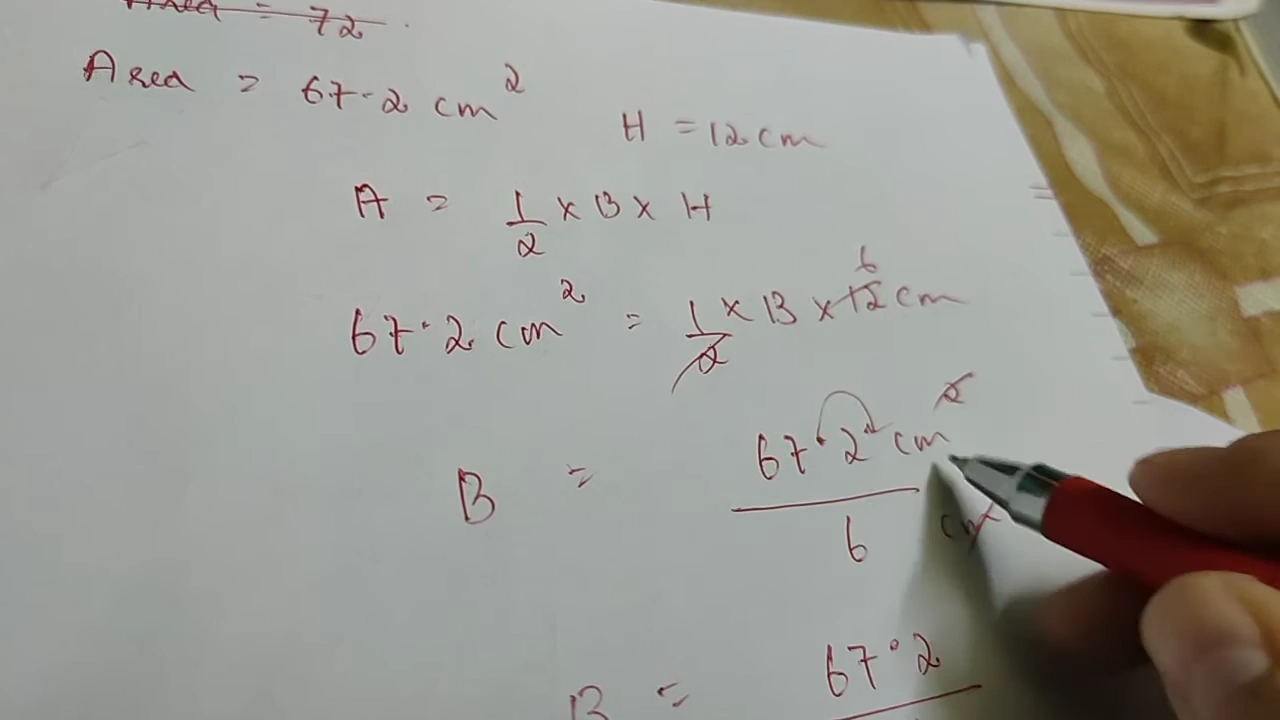 Area = 72.
Area = 67.2 cm²
H = 12 cm
A = 1/2 × B × H
67.2 cm² = 1/2 × B × 12 cm
6
B = 67.2 cm² / 6 cm
B = 67.2